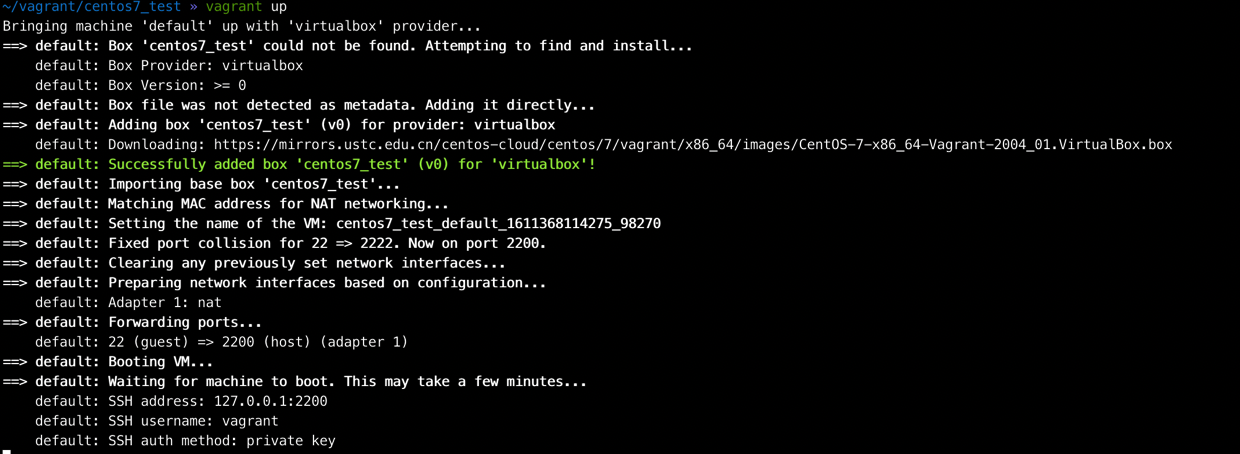 ~/vagrant/centos7_test » vagrant up
Bringing machine 'default' up with 'virtualbox' provider...
==> default: Box 'centos7_test' could not be found. Attempting to find and install...
    default: Box Provider: virtualbox
    default: Box Version: >= 0
==> default: Box file was not detected as metadata. Adding it directly...
==> default: Adding box 'centos7_test' (v0) for provider: virtualbox
    default: Downloading: https://mirrors.ustc.edu.cn/centos-cloud/centos/7/vagrant/x86_64/images/CentOS-7-x86_64-Vagrant-2004_01.VirtualBox.box
==> default: Successfully added box 'centos7_test' (v0) for 'virtualbox'!
==> default: Importing base box 'centos7_test'...
==> default: Matching MAC address for NAT networking...
==> default: Setting the name of the VM: centos7_test_default_1611368114275_98270
==> default: Fixed port collision for 22 => 2222. Now on port 2200.
==> default: Clearing any previously set network interfaces...
==> default: Preparing network interfaces based on configuration...
    default: Adapter 1: nat
==> default: Forwarding ports...
    default: 22 (guest) => 2200 (host) (adapter 1)
==> default: Booting VM...
==> default: Waiting for machine to boot. This may take a few minutes...
    default: SSH address: 127.0.0.1:2200
    default: SSH username: vagrant
    default: SSH auth method: private key